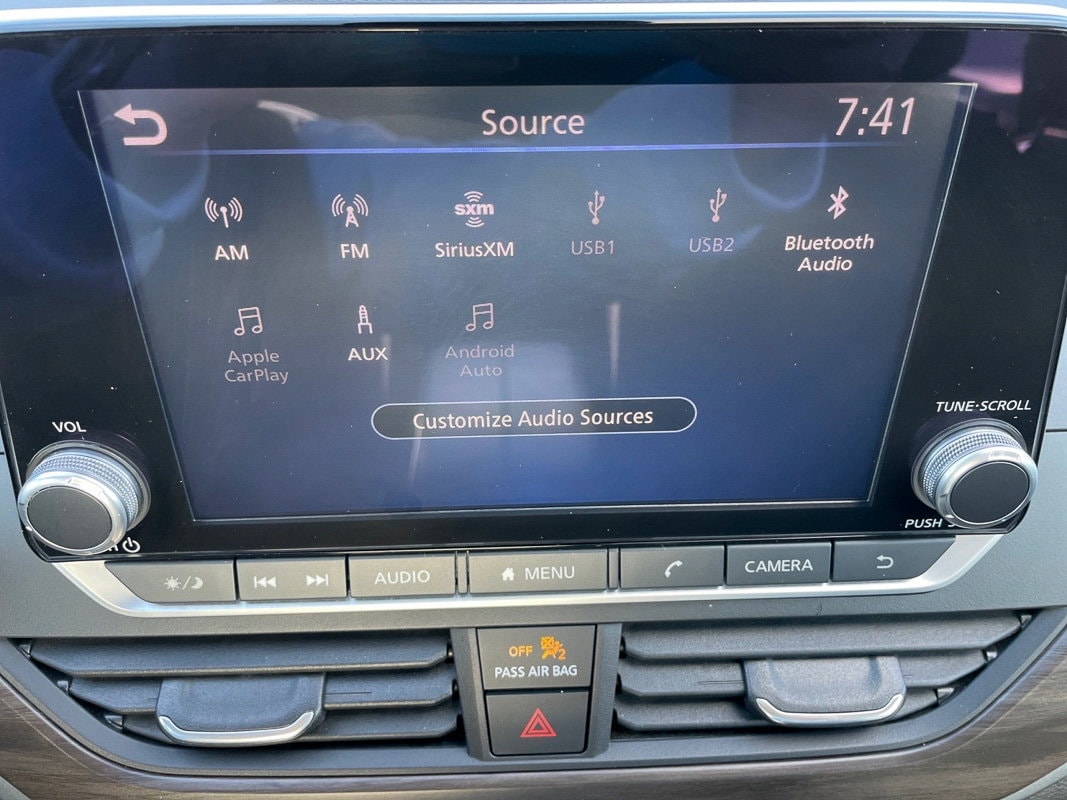 Source
7:41
sxm
AM
FM
SiriusXM
USB1
USB2
Bluetooth
Audio
Apple
CarPlay
AUX
Android
Auto
Customize Audio Sources
VOL
TUNE·SCROLL
PUSH
AUDIO
MENU
CAMERA
OFF
2
PASS AIR BAG